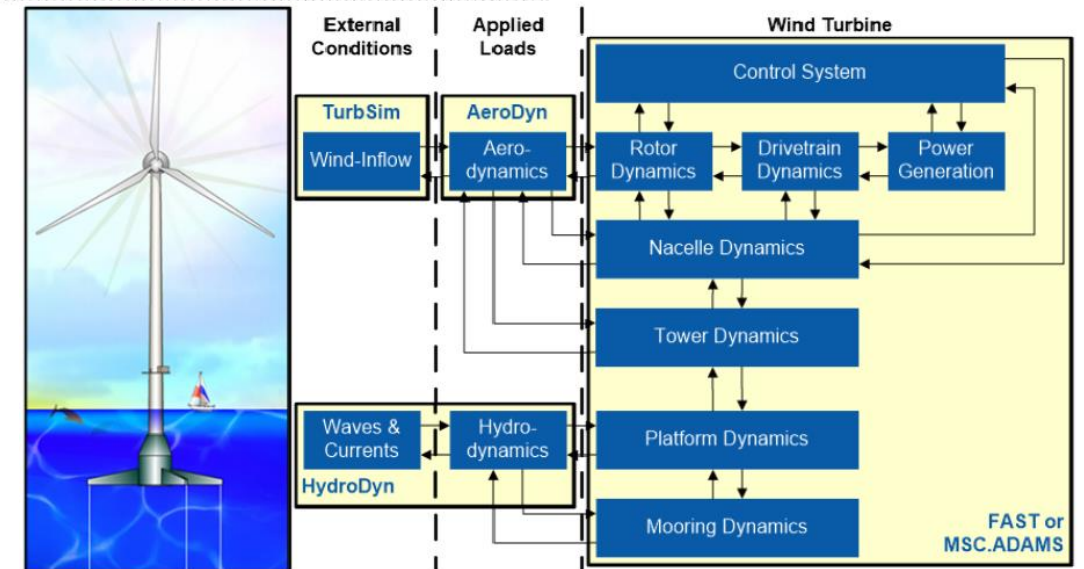 External
Conditions
Applied
Loads
Wind Turbine
Control System
TurbSim
AeroDyn
Wind-Inflow
Aero-
dynamics
Rotor
Dynamics
Drivetrain
Dynamics
Power
Generation
Nacelle Dynamics
Tower Dynamics
Waves &
Currents
Hydro-
dynamics
Platform Dynamics
HydroDyn
Mooring Dynamics
FAST or
MSC.ADAMS